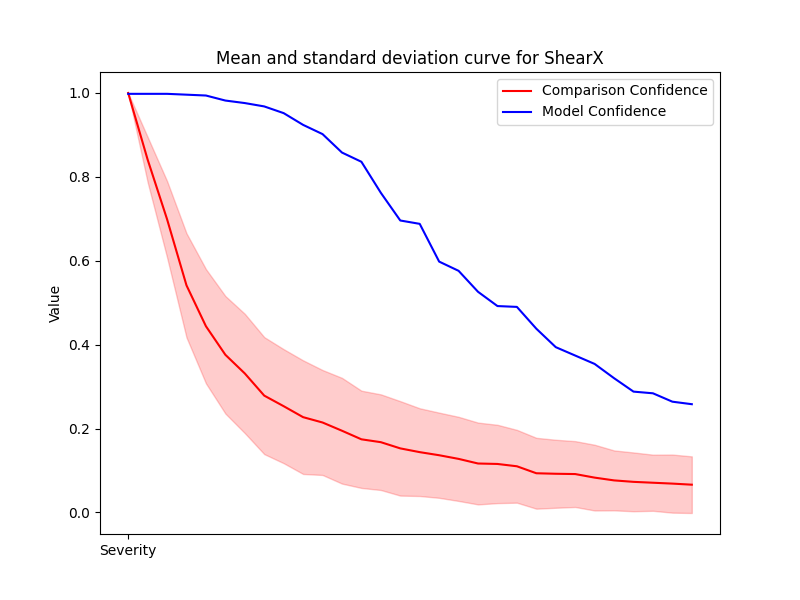 Mean and standard deviation curve for ShearX
Comparison Confidence
Model Confidence
1.0
0.8
0.6
0.4
0.2
0.0
Value
Severity